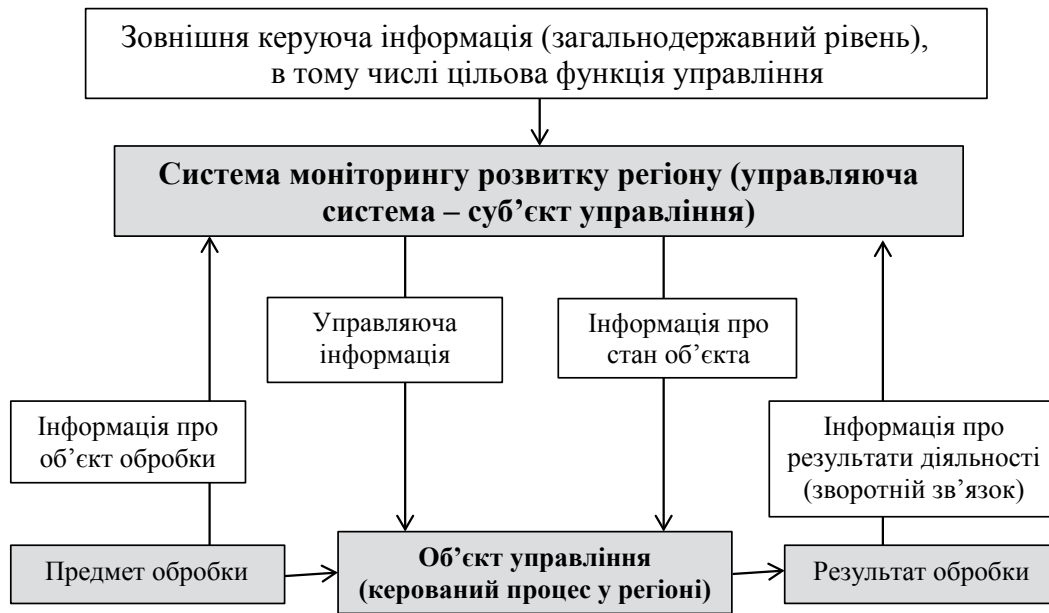 Зовнішня керуюча інформація (загальнодержавний рівень),
в тому числі цільова функція управління
Система моніторингу розвитку регіону (управляюча
система – суб’єкт управління)
Управляюча
інформація
Інформація про
стан об’єкта
Інформація про
об’єкт обробки
Інформація про
результати діяльності
(зворотній зв’язок)
Предмет обробки
Об’єкт управління
(керований процес у регіоні)
Результат обробки